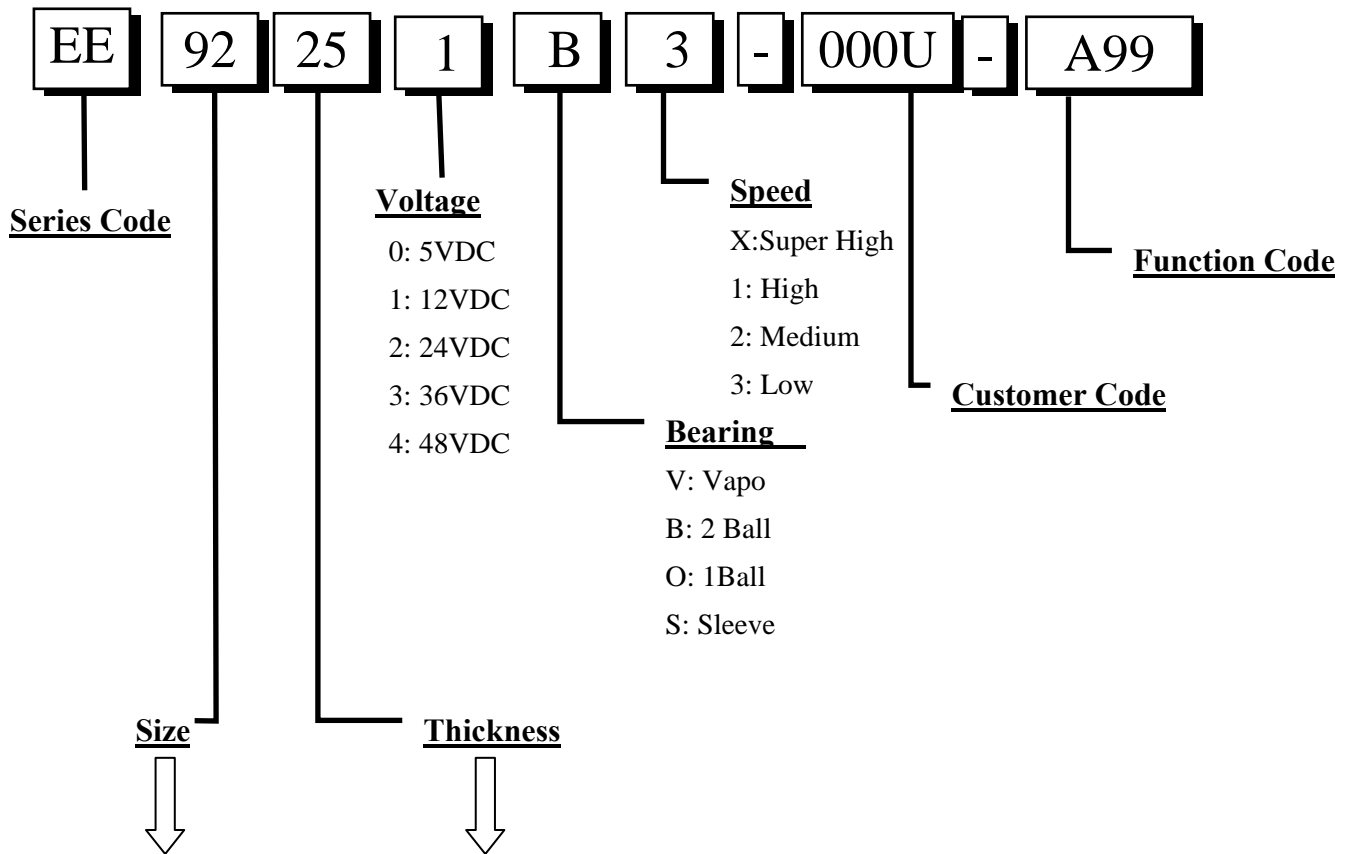 EE 92 25 1 B 3 - 000U - A99
Series Code
Voltage
0: 5VDC
1: 12VDC
2: 24VDC
3: 36VDC
4: 48VDC
Speed
X:Super High
1: High
2: Medium
3: Low
Function Code
Customer Code
Bearing
V: Vapo
B: 2 Ball
O: 1Ball
S: Sleeve
Size
Thickness